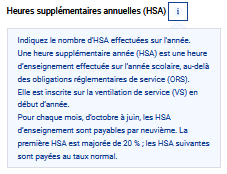 Heures supplémentaires annuelles (HSA) i
Indiquez le nombre d'HSA effectuées sur l'année.
Une heure supplémentaire année (HSA) est une heure
d'enseignement effectuée sur l'année scolaire, au-delà
des obligations réglementaires de service (ORS).
Elle est inscrite sur la ventilation de service (VS) en
début d'année.
Pour chaque mois, d'octobre à juin, les HSA
d'enseignement sont payables par neuvième. La
première HSA est majorée de 20 % ; les HSA suivantes
sont payées au taux normal.